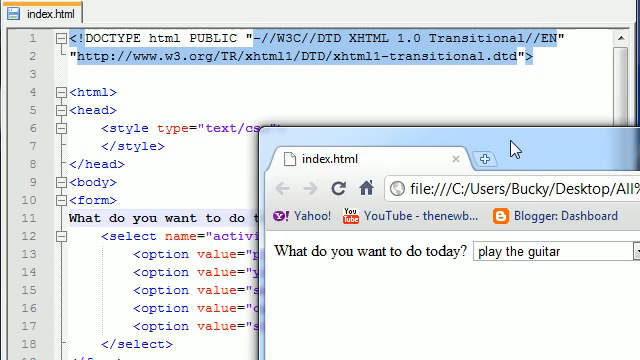 index.html
1 <!DOCTYPE html PUBLIC "-//W3C//DTD XHTML 1.0 Transitional//EN"
2 "http://www.w3.org/TR/xhtml1/DTD/xhtml1-transitional.dtd">
3
4 <html>
5 <head>
6 <style type="text/css">
7 </style>
8 </head>
9 <body>
10 <form>
11 What do you want to do t
12 <select name="activi
13 <option value="p
14 <option value="y
15 <option value="s
16 <option value="c
17 <option value="s
18 </select>
index.html
file:///C:/Users/Bucky/Desktop/All%
Yahoo! YouTube - thenewb... Blogger: Dashboard
What do you want to do today? play the guitar